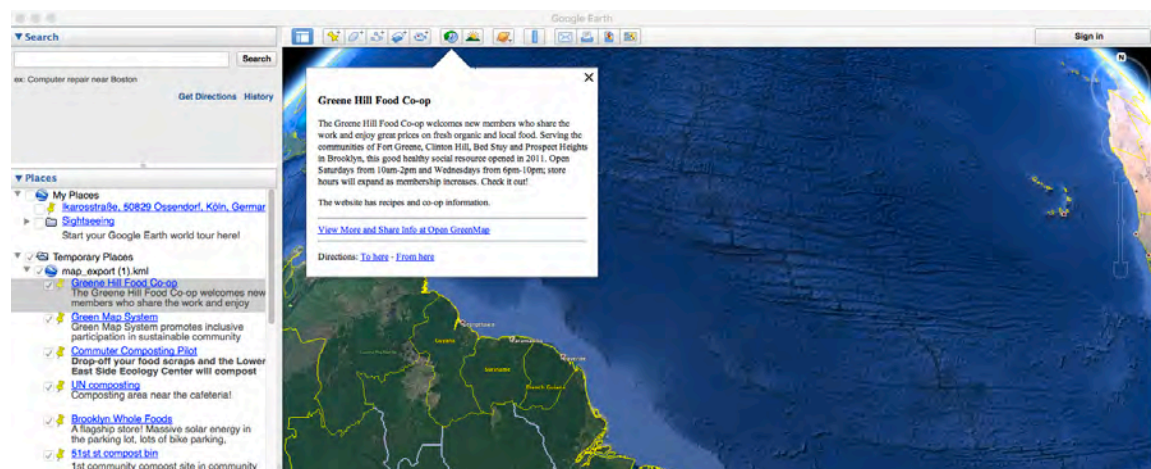 Google Earth
Search
Sign in
N
Search
ex: Computer repair near Boston
Get Directions History
Greene Hill Food Co-op
The Greene Hill Food Co-op welcomes new members who share the
work and enjoy great prices on fresh organic and local food. Serving the
communities of Fort Greene, Clinton Hill, Bed Stuy and Prospect Heights
in Brooklyn, this good healthy social resource opened in 2011. Open
Saturdays from 10am-2pm and Wednesdays from 6pm-10pm; store
hours will expand as membership increases. Check it out!
The website has recipes and co-op information.
View More and Share Info at Open GreenMap
Directions: To here - From here
Places
My Places
Ikarosstraße, 50829 Ossendorf, Köln, German
Sightseeing
Start your Google Earth world tour here!
Temporary Places
map_export (1).kml
Greene Hill Food Co-op
The Greene Hill Food Co-op welcomes new
members who share the work and enjoy
Green Map System
Green Map System promotes inclusive
participation in sustainable community
Commuter Composting Pilot
Drop-off your food scraps and the Lower
East Side Ecology Center will compost
UN composting
Composting area near the cafeteria!
Brooklyn Whole Foods
A flagship store! Massive solar energy in
the parking lot, lots of bike parking,
51st st compost bin
1st community compost site in community
Georgetown
Guyana
Paramaribo
Cayenne
Suriname
French Guiana